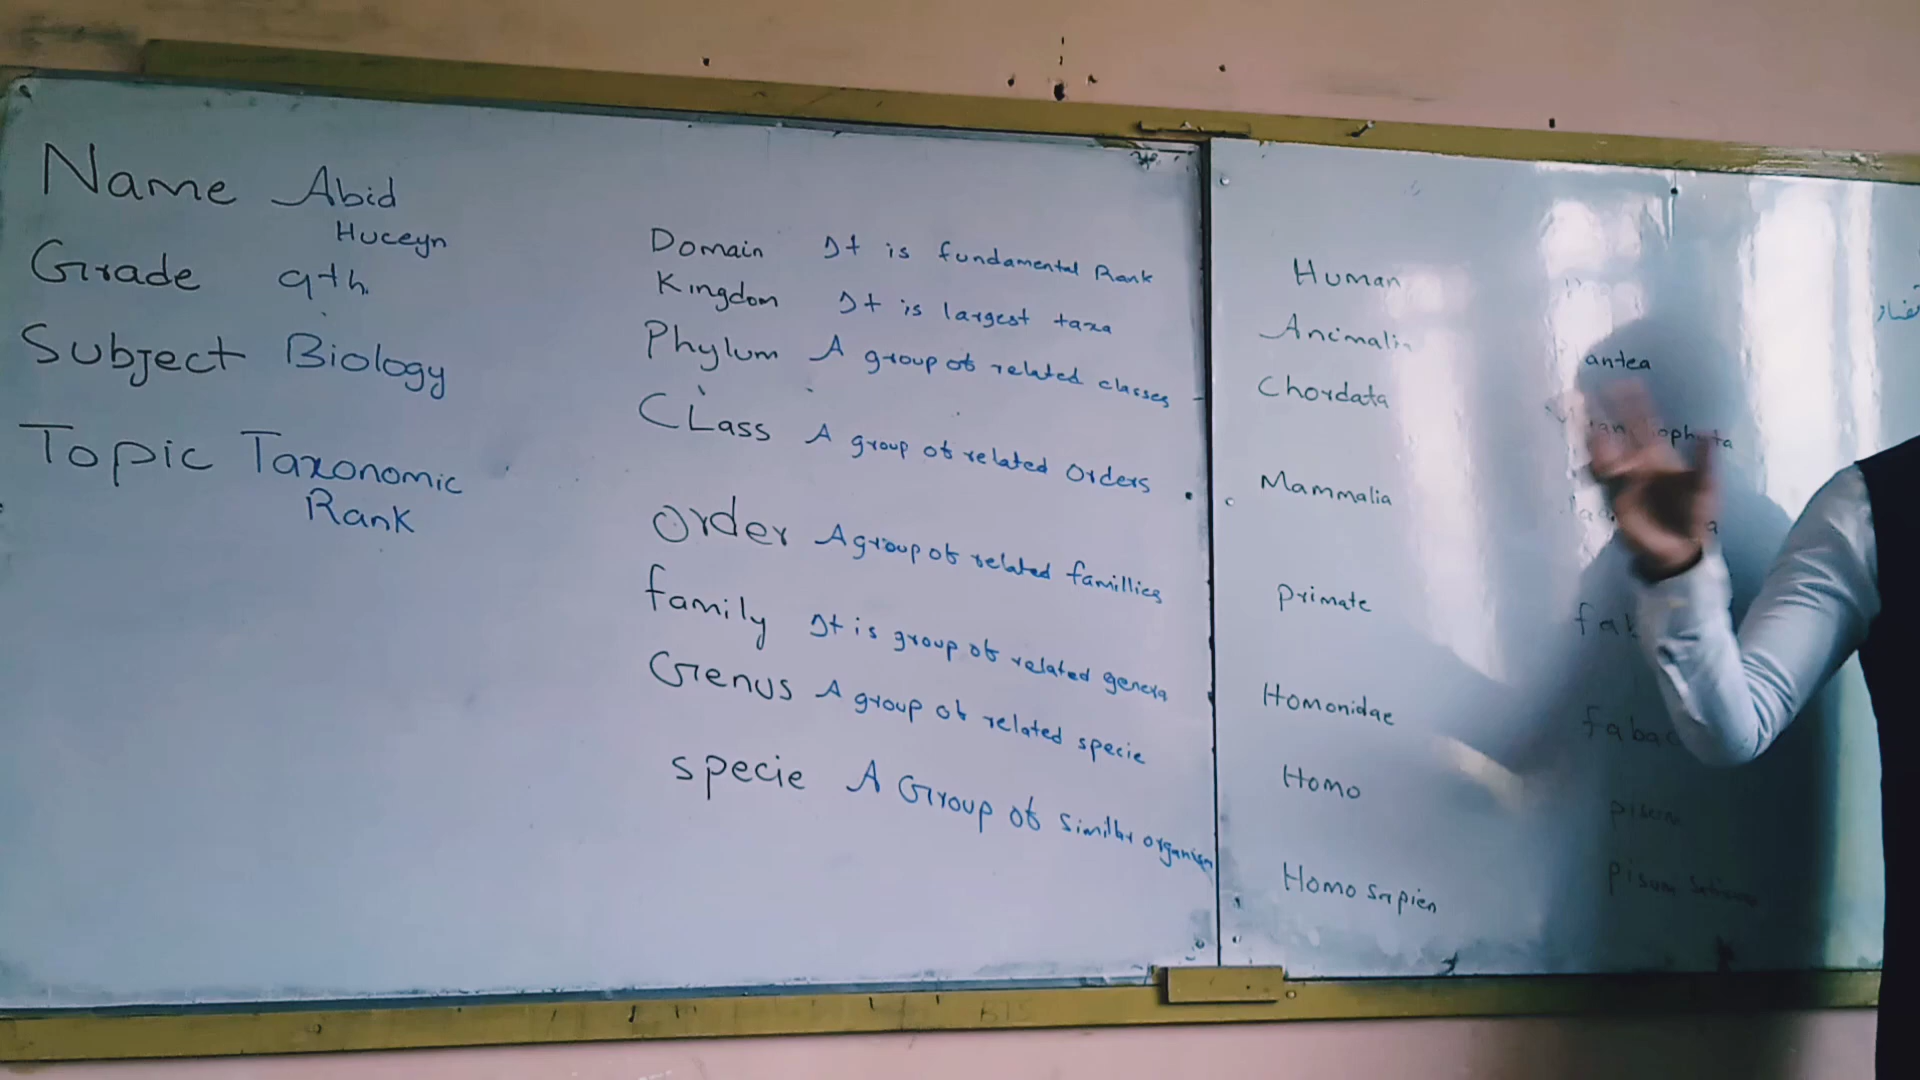 Name Abid
Huceyn
Grade 9th.
Subject Biology
Topic Taxonomic
Rank
Domain It is fundamental Rank
Kingdom It is largest taxa
Phylum A group of related classes
CLass A group of related Orders
Order A group of related famillies
family It is group of related genera
Genus A group of related specie
specie A Group of similar organism
Human
Animalia
Chordata
Mammalia
Primate
Homonidae
Homo
Homo sapien
antea